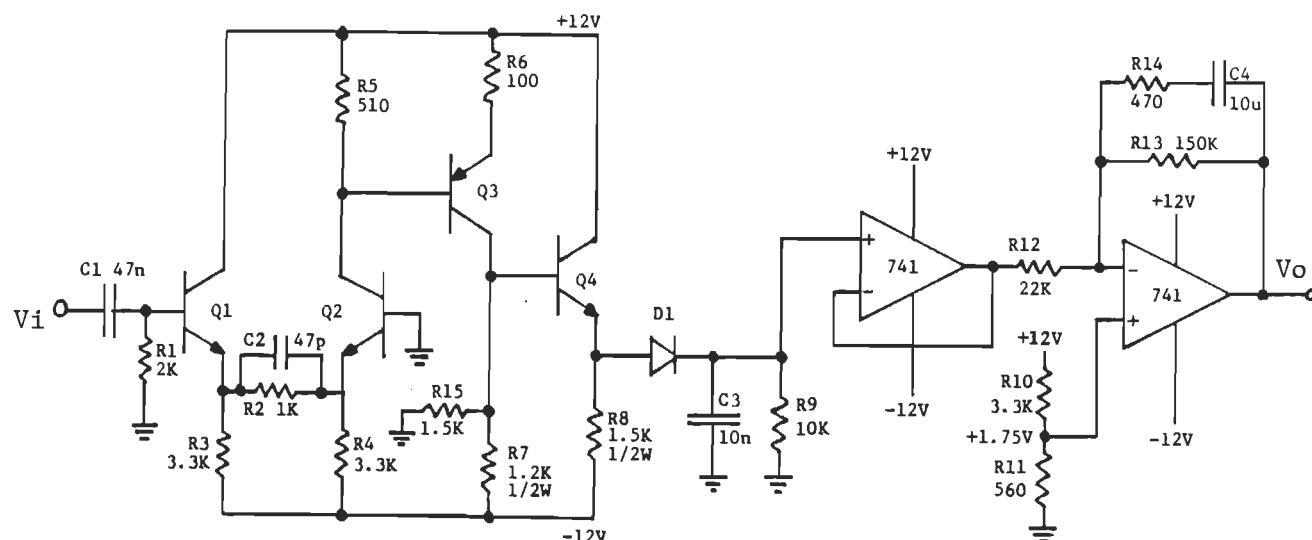 +12V
R5
510
R6
100
Q3
C1 47n
Vi
Q1
R1
2K
C2
47p
R2 1K
Q2
R3
3.3K
R4
3.3K
R15
1.5K
R7
1.2K
1/2W
Q4
R8
1.5K
1/2W
-12V
D1
C3
10n
R9
10K
+12V
+
741
-
-12V
R12
22K
R14
470
C4
10u
R13 150K
+12V
-
741
+
-12V
Vo
+12V
R10
3.3K
+1.75V
R11
560